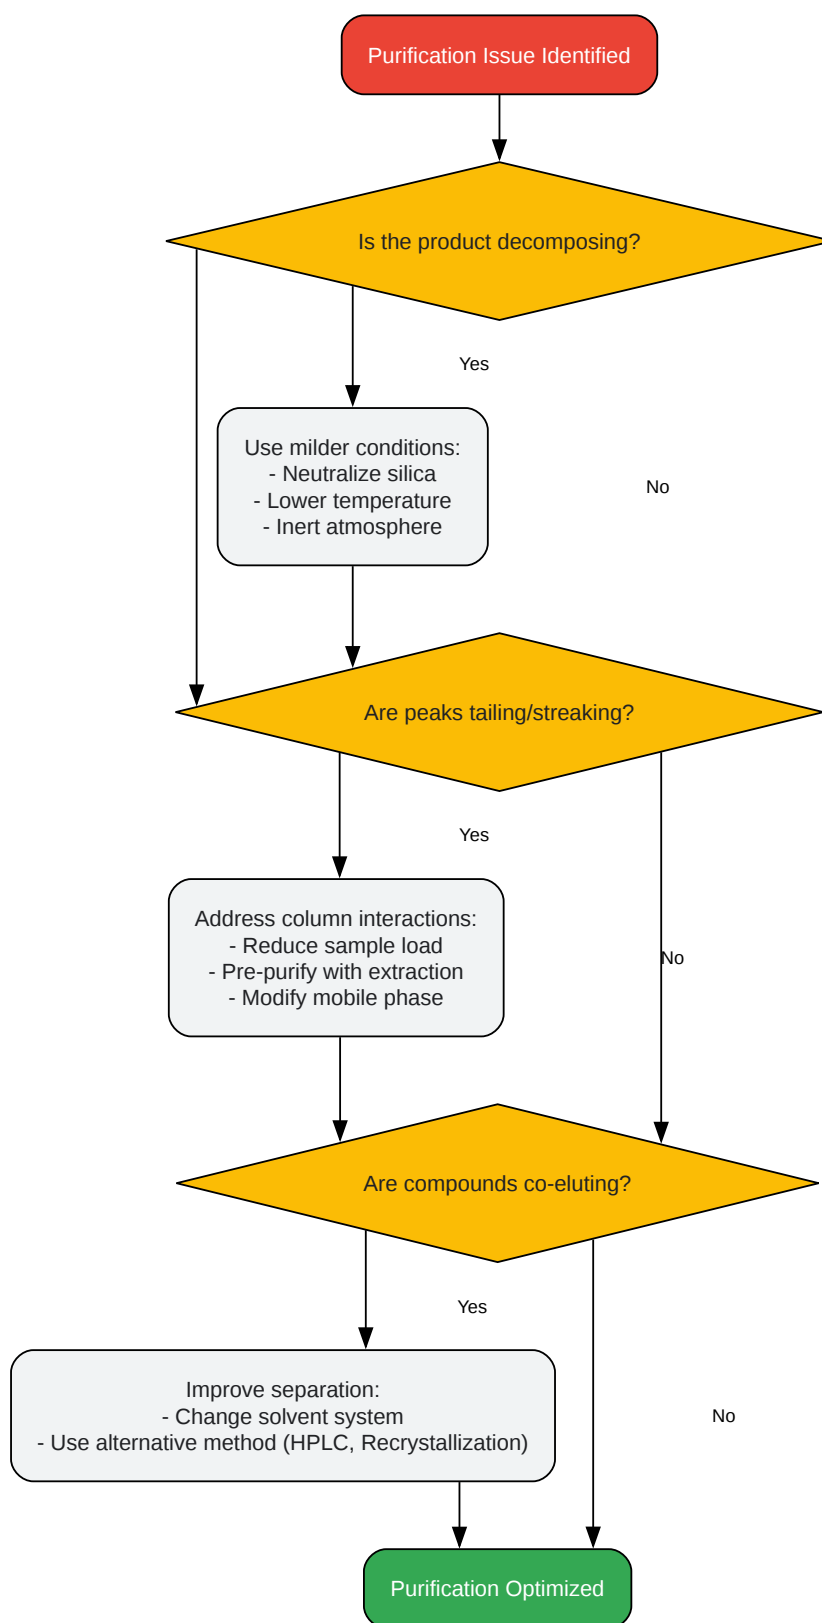 Purification Issue Identified
Is the product decomposing?
Yes
Use milder conditions:
- Neutralize silica
- Lower temperature
- Inert atmosphere
No
Are peaks tailing/streaking?
Yes
Address column interactions:
- Reduce sample load
- Pre-purify with extraction
- Modify mobile phase
No
Are compounds co-eluting?
Yes
Improve separation:
- Change solvent system
- Use alternative method (HPLC, Recrystallization)
No
Purification Optimized